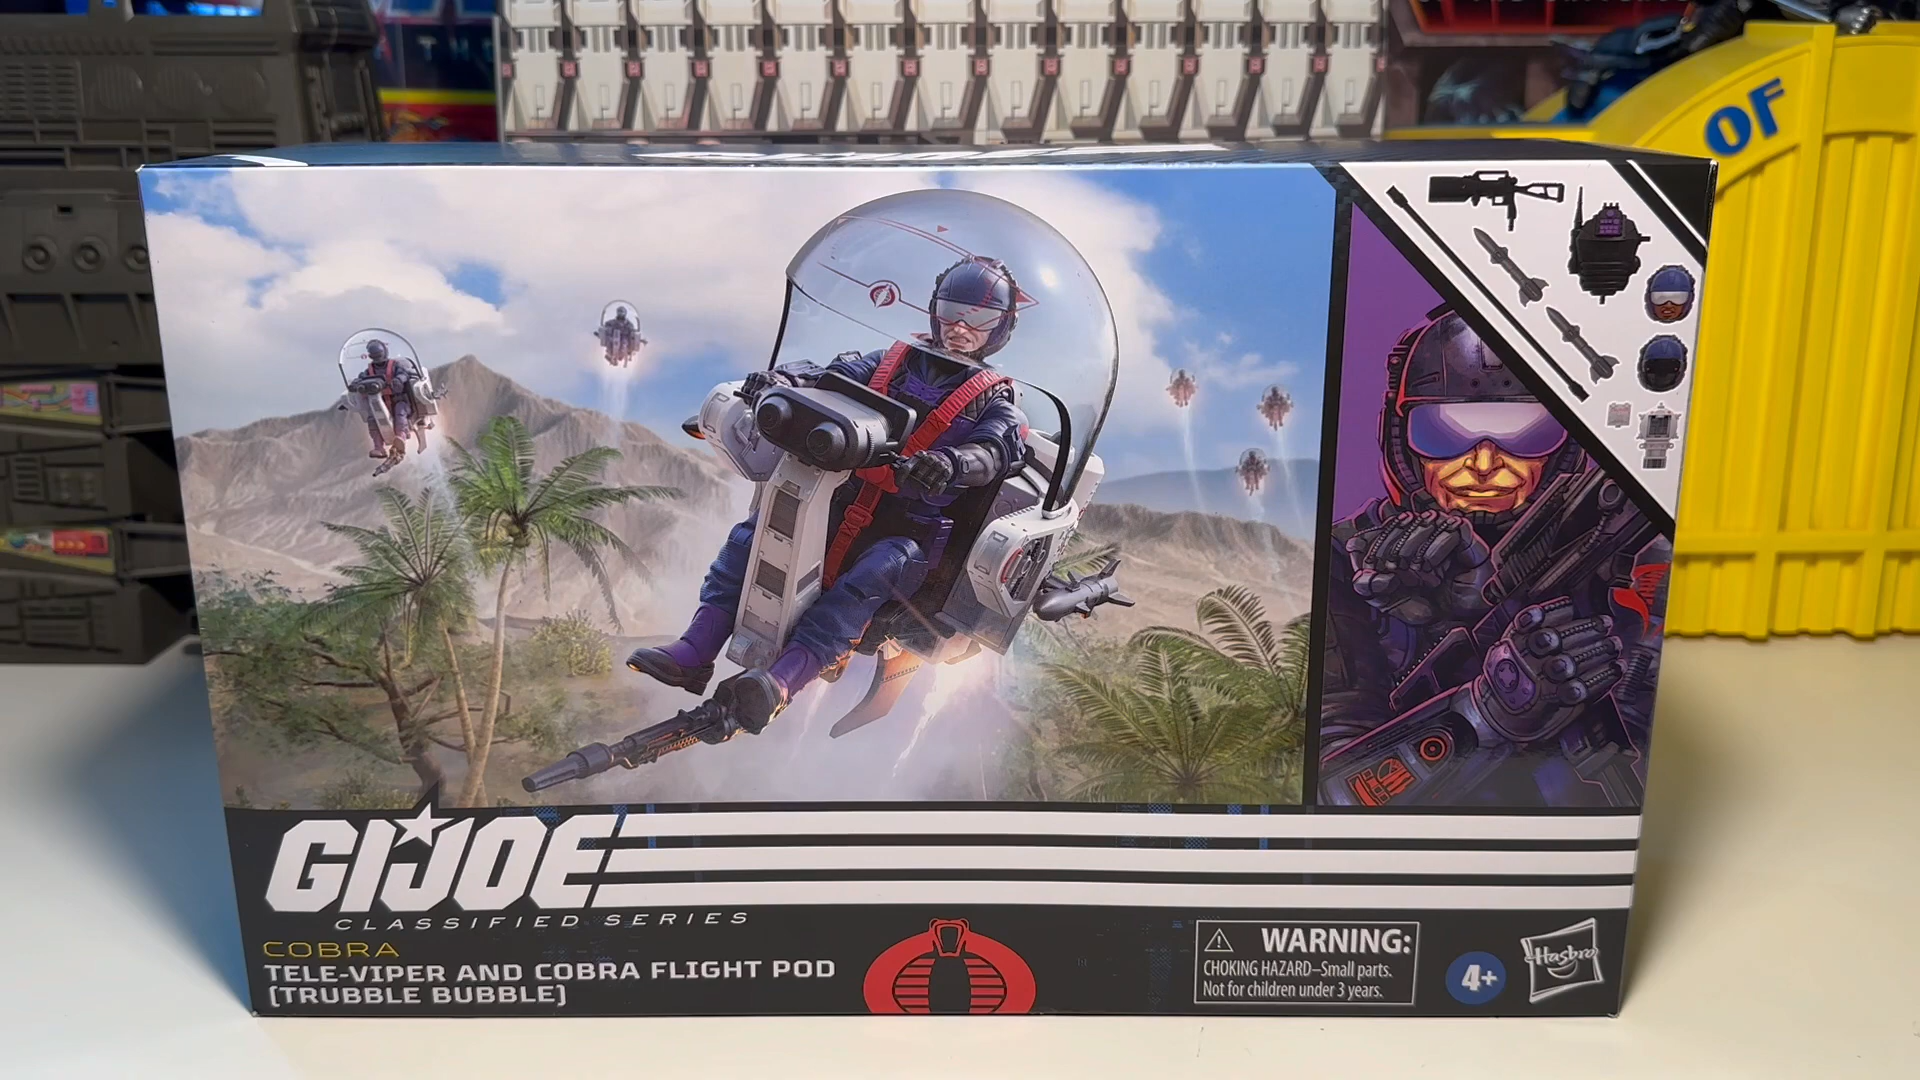 OF
GI JOE
CLASSIFIED SERIES
COBRA
TELE-VIPER AND COBRA FLIGHT POD
(TRUBBLE BUBBLE)
WARNING:
CHOKING HAZARD–Small parts.
Not for children under 3 years.
4+
Hasbro